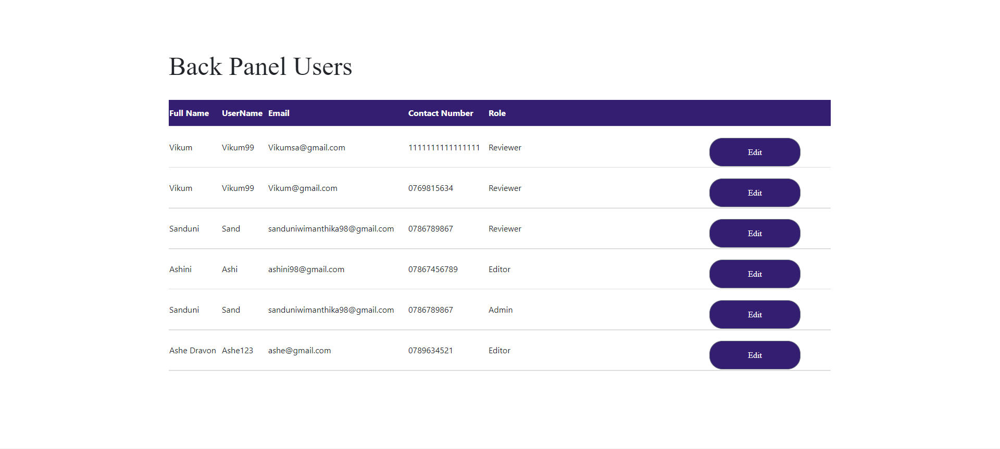 Back Panel Users
Full Name UserName Email Contact Number Role
Vikum Vikum99 Vikumsa@gmail.com 1111111111111111 Reviewer Edit
Vikum Vikum99 Vikum@gmail.com 0769815634 Reviewer Edit
Sanduni Sand sanduniwimanthika98@gmail.com 0786789867 Reviewer Edit
Ashini Ashi ashini98@gmail.com 07867456789 Editor Edit
Sanduni Sand sanduniwimanthika98@gmail.com 0786789867 Admin Edit
Ashe Dravon Ashe123 ashe@gmail.com 0789634521 Editor Edit